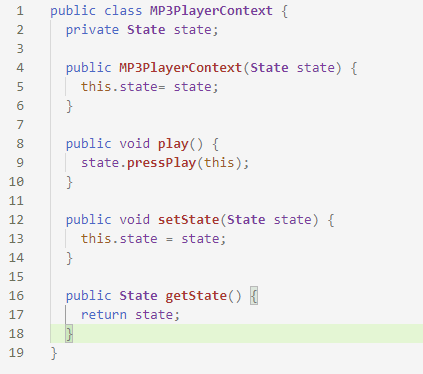 1 public class MP3PlayerContext {
2 private State state;
3
4 public MP3PlayerContext(State state) {
5 this.state= state;
6 }
7
8 public void play() {
9 state.pressPlay(this);
10 }
11
12 public void setState(State state) {
13 this.state = state;
14 }
15
16 public State getState() {
17 return state;
18 }
19 }